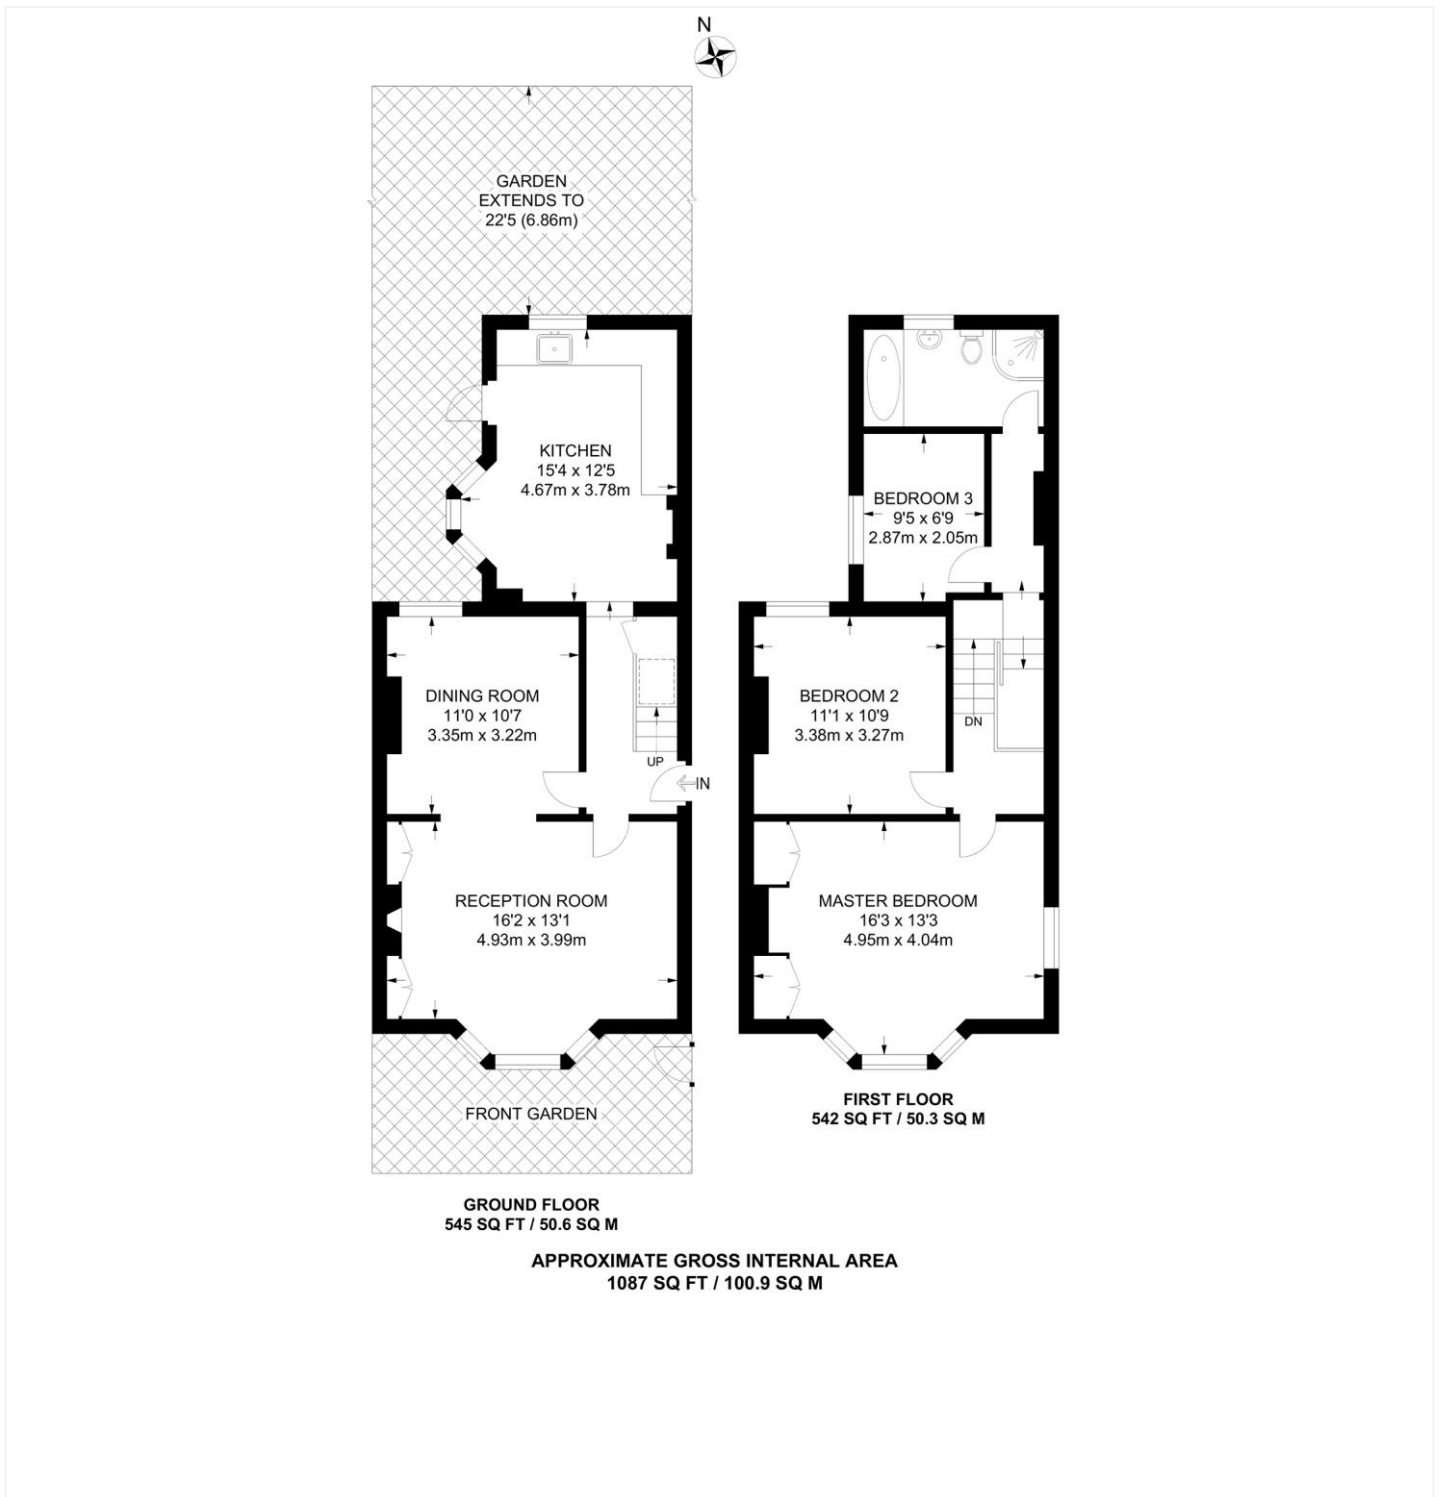 N
GARDEN
EXTENDS TO
22'5 (6.86m)
KITCHEN
15'4 x 12'5
4.67m x 3.78m
BEDROOM 3
9'5 x 6'9
2.87m x 2.05m
DINING ROOM
11'0 x 10'7
3.35m x 3.22m
UP
IN
BEDROOM 2
11'1 x 10'9
3.38m x 3.27m
DN
RECEPTION ROOM
16'2 x 13'1
4.93m x 3.99m
MASTER BEDROOM
16'3 x 13'3
4.95m x 4.04m
FRONT GARDEN
FIRST FLOOR
542 SQ FT / 50.3 SQ M
GROUND FLOOR
545 SQ FT / 50.6 SQ M
APPROXIMATE GROSS INTERNAL AREA
1087 SQ FT / 100.9 SQ M